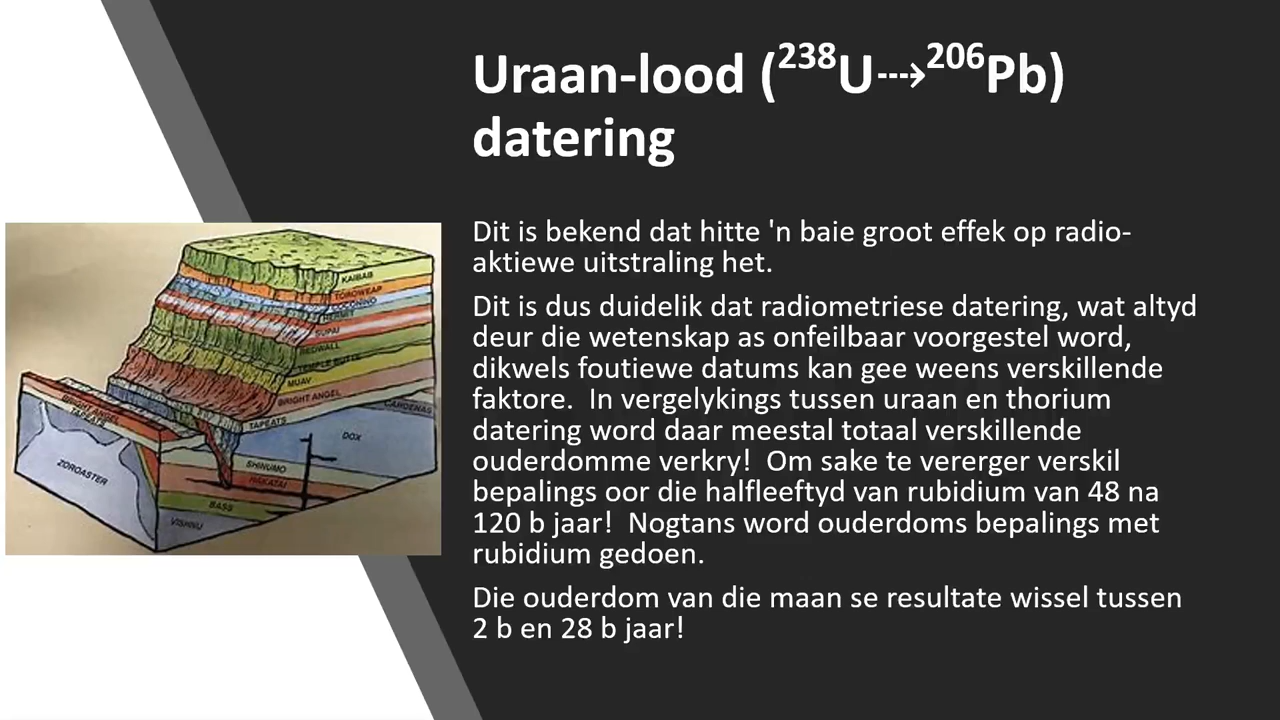 Uraan-lood (²³⁸U⤏²⁰⁶Pb)
datering
Dit is bekend dat hitte 'n baie groot effek op radio-
aktiewe uitstraling het.
Dit is dus duidelik dat radiometriese datering, wat altyd
deur die wetenskap as onfeilbaar voorgestel word,
dikwels foutiewe datums kan gee weens verskillende
faktore.  In vergelykings tussen uraan en thorium
datering word daar meestal totaal verskillende
ouderdomme verkry!  Om sake te vererger verskil
bepalings oor die halfleeftyd van rubidium van 48 na
120 b jaar!  Nogtans word ouderdoms bepalings met
rubidium gedoen.
Die ouderdom van die maan se resultate wissel tussen
2 b en 28 b jaar!
KAIBAB
TOROWEAP
COCONINO
HERMIT
SUPAI
REDWALL
TEMPLE BUTTE
MUAV
BRIGHT ANGEL
TAPEATS
CARDENAS
DOX
SHINUMO
HAKATAI
BASS
VISHNU
BRIGHT ANGEL
TAPEATS
ZOROASTER